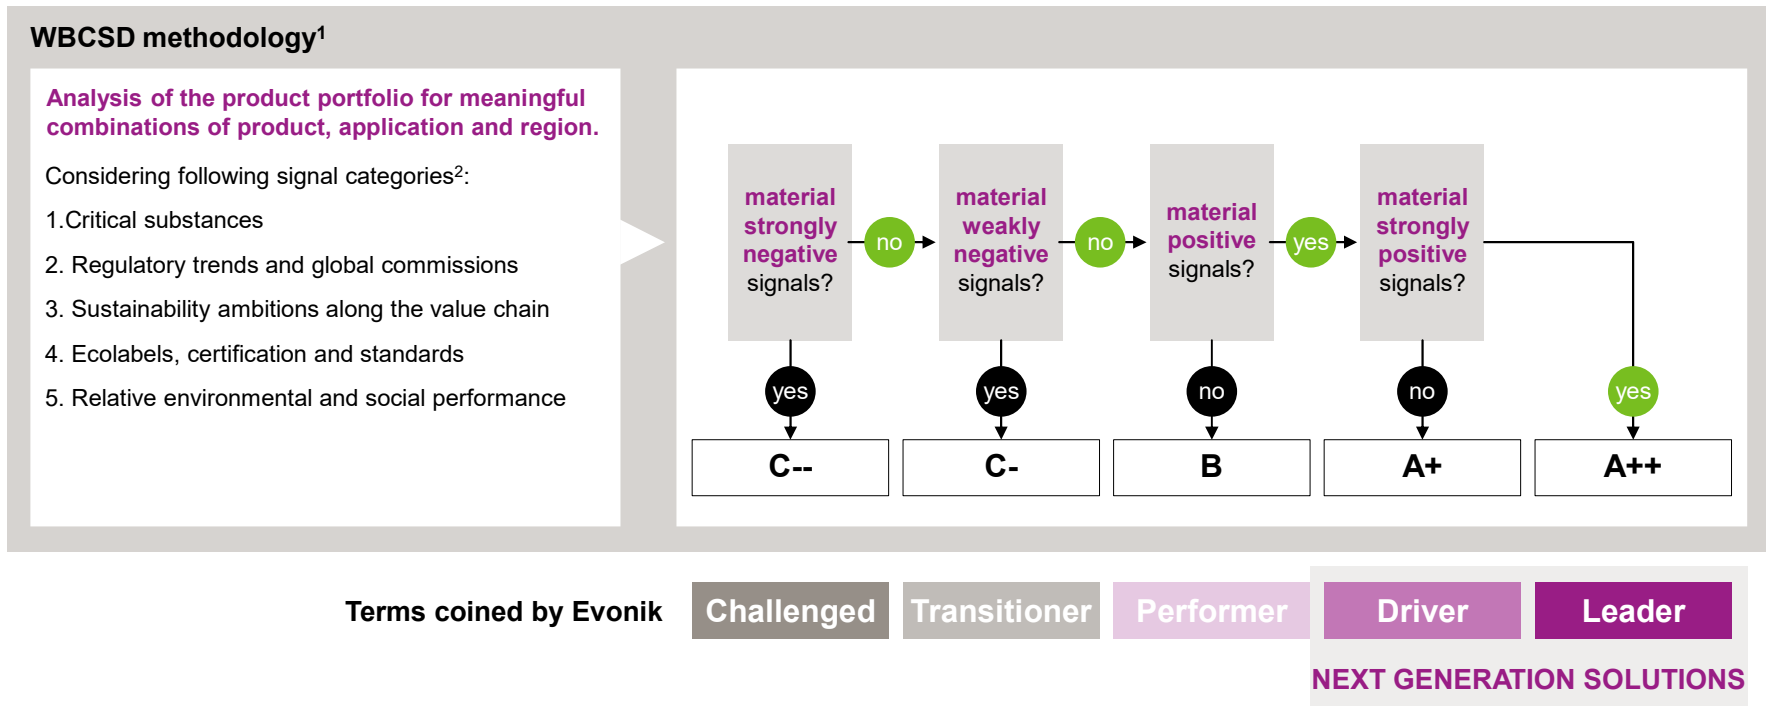 WBCSD methodology¹
Analysis of the product portfolio for meaningful
combinations of product, application and region.
Considering following signal categories²:
1.Critical substances
2. Regulatory trends and global commissions
3. Sustainability ambitions along the value chain
4. Ecolabels, certification and standards
5. Relative environmental and social performance
material
strongly
negative
signals?
no
material
weakly
negative
signals?
no
material
positive
signals?
yes
material
strongly
positive
signals?
yes
yes
no
no
yes
C--
C-
B
A+
A++
Terms coined by Evonik
Challenged
Transitioner
Performer
Driver
Leader
NEXT GENERATION SOLUTIONS